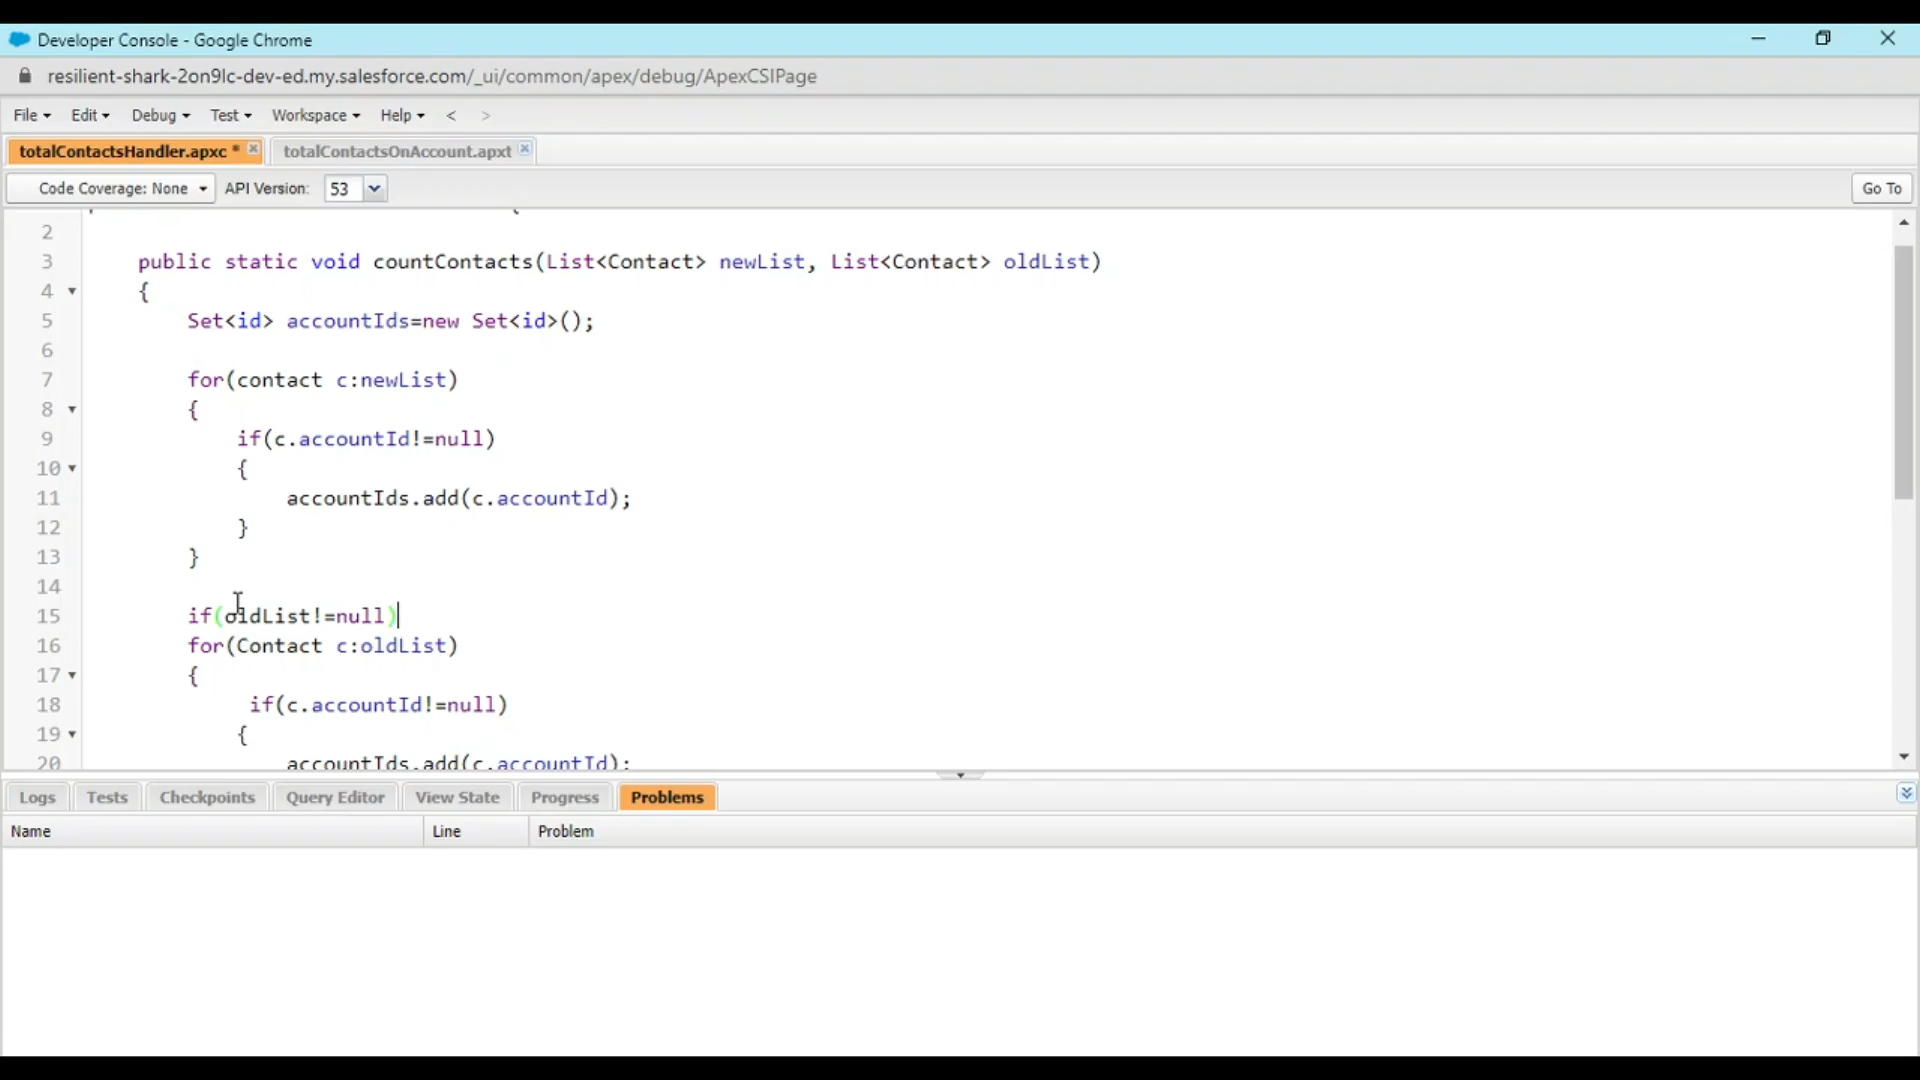 Developer Console - Google Chrome
resilient-shark-2on9lc-dev-ed.my.salesforce.com/_ui/common/apex/debug/ApexCSIPage
File Edit Debug Test Workspace Help < >
totalContactsHandler.apxc * totalContactsOnAccount.apxt
Code Coverage: None API Version: 53 Go To
2
3 public static void countContacts(List<Contact> newList, List<Contact> oldList)
4 {
5 Set<id> accountIds=new Set<id>();
6
7 for(contact c:newList)
8 {
9 if(c.accountId!=null)
10 {
11 accountIds.add(c.accountId);
12 }
13 }
14
15 if(oldList!=null)
16 for(Contact c:oldList)
17 {
18 if(c.accountId!=null)
19 {
20 accountIds.add(c.accountId);
Logs Tests Checkpoints Query Editor View State Progress Problems
Name Line Problem